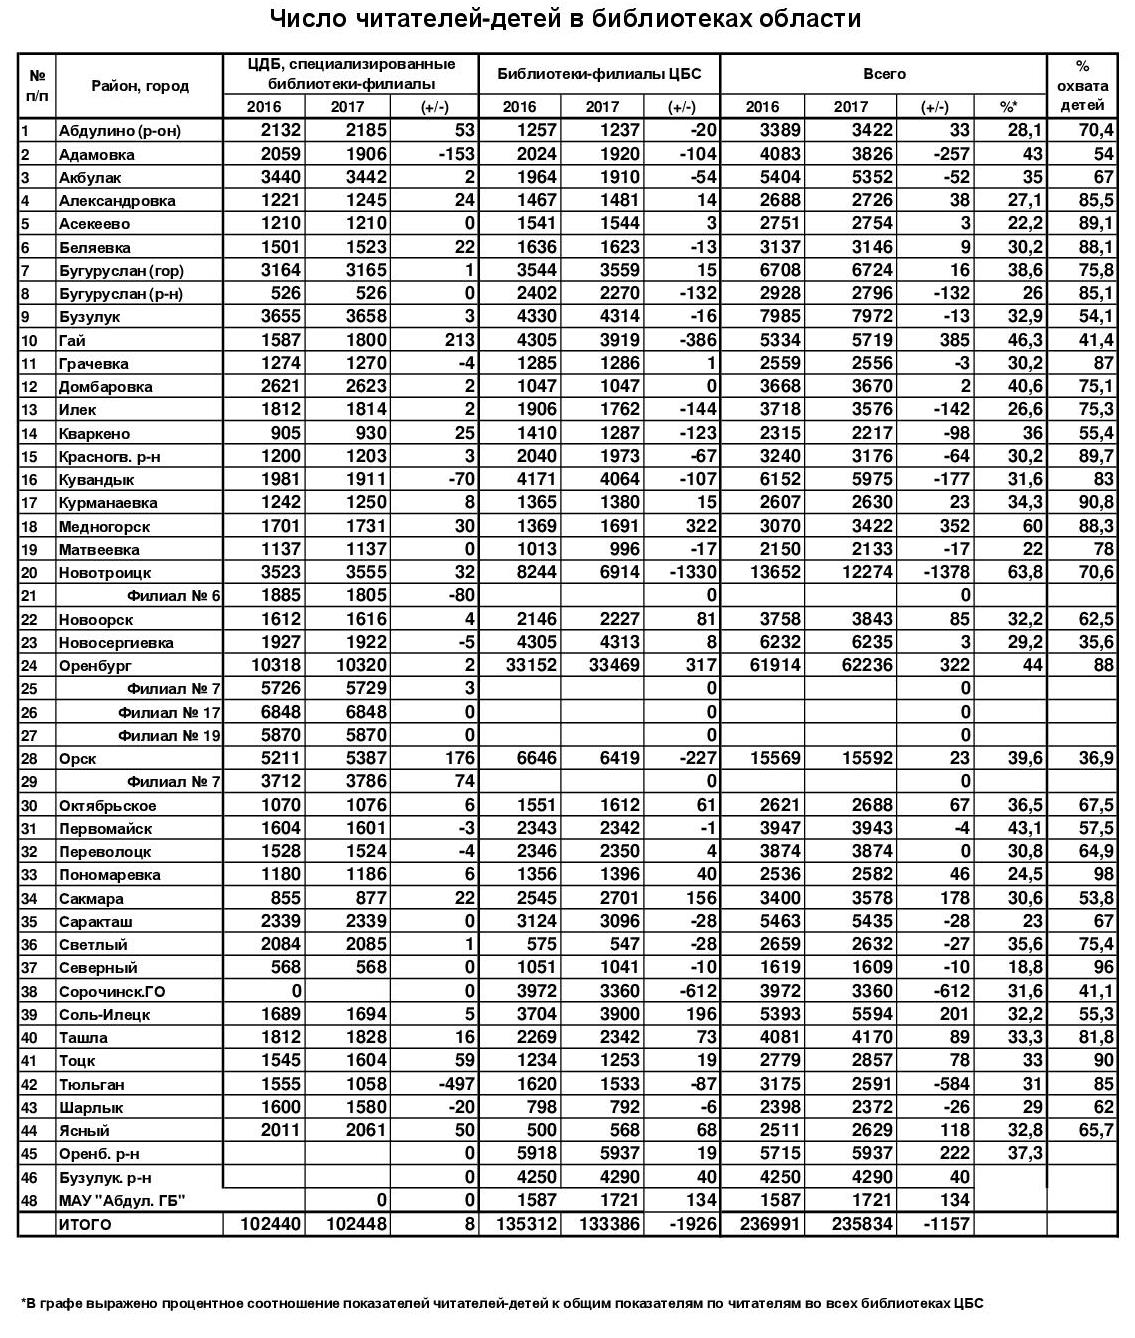 Число читателей-детей в библиотеках области
№ п/п Район, город ЦДБ, специализированные библиотеки-филиалы Библиотеки-филиалы ЦБС Всего % охвата детей
2016 2017 (+/-) 2016 2017 (+/-) 2016 2017 (+/-) %*
1 Абдулино (р-он) 2132 2185 53 1257 1237 -20 3389 3422 33 28,1 70,4
2 Адамовка 2059 1906 -153 2024 1920 -104 4083 3826 -257 43 54
3 Акбулак 3440 3442 2 1964 1910 -54 5404 5352 -52 35 67
4 Александровка 1221 1245 24 1467 1481 14 2688 2726 38 27,1 85,5
5 Асекеево 1210 1210 0 1541 1544 3 2751 2754 3 22,2 89,1
6 Беляевка 1501 1523 22 1636 1623 -13 3137 3146 9 30,2 88,1
7 Бугуруслан (гор) 3164 3165 1 3544 3559 15 6708 6724 16 38,6 75,8
8 Бугуруслан (р-н) 526 526 0 2402 2270 -132 2928 2796 -132 26 85,1
9 Бузулук 3655 3658 3 4330 4314 -16 7985 7972 -13 32,9 54,1
10 Гай 1587 1800 213 4305 3919 -386 5334 5719 385 46,3 41,4
11 Грачевка 1274 1270 -4 1285 1286 1 2559 2556 -3 30,2 87
12 Домбаровка 2621 2623 2 1047 1047 0 3668 3670 2 40,6 75,1
13 Илек 1812 1814 2 1906 1762 -144 3718 3576 -142 26,6 75,3
14 Кваркено 905 930 25 1410 1287 -123 2315 2217 -98 36 55,4
15 Красногв. р-н 1200 1203 3 2040 1973 -67 3240 3176 -64 30,2 89,7
16 Кувандык 1981 1911 -70 4171 4064 -107 6152 5975 -177 31,6 83
17 Курманаевка 1242 1250 8 1365 1380 15 2607 2630 23 34,3 90,8
18 Медногорск 1701 1731 30 1369 1691 322 3070 3422 352 60 88,3
19 Матвеевка 1137 1137 0 1013 996 -17 2150 2133 -17 22 78
20 Новотроицк 3523 3555 32 8244 6914 -1330 13652 12274 -1378 63,8 70,6
21 Филиал № 6 1885 1805 -80 0 0
22 Новоорск 1612 1616 4 2146 2227 81 3758 3843 85 32,2 62,5
23 Новосергиевка 1927 1922 -5 4305 4313 8 6232 6235 3 29,2 35,6
24 Оренбург 10318 10320 2 33152 33469 317 61914 62236 322 44 88
25 Филиал № 7 5726 5729 3 0 0
26 Филиал № 17 6848 6848 0 0 0
27 Филиал № 19 5870 5870 0 0 0
28 Орск 5211 5387 176 6646 6419 -227 15569 15592 23 39,6 36,9
29 Филиал № 7 3712 3786 74 0 0
30 Октябрьское 1070 1076 6 1551 1612 61 2621 2688 67 36,5 67,5
31 Первомайск 1604 1601 -3 2343 2342 -1 3947 3943 -4 43,1 57,5
32 Переволоцк 1528 1524 -4 2346 2350 4 3874 3874 0 30,8 64,9
33 Пономаревка 1180 1186 6 1356 1396 40 2536 2582 46 24,5 98
34 Сакмара 855 877 22 2545 2701 156 3400 3578 178 30,6 53,8
35 Саракташ 2339 2339 0 3124 3096 -28 5463 5435 -28 23 67
36 Светлый 2084 2085 1 575 547 -28 2659 2632 -27 35,6 75,4
37 Северный 568 568 0 1051 1041 -10 1619 1609 -10 18,8 96
38 Сорочинск.ГО 0 0 3972 3360 -612 3972 3360 -612 31,6 41,1
39 Соль-Илецк 1689 1694 5 3704 3900 196 5393 5594 201 32,2 55,3
40 Ташла 1812 1828 16 2269 2342 73 4081 4170 89 33,3 81,8
41 Тоцк 1545 1604 59 1234 1253 19 2779 2857 78 33 90
42 Тюльган 1555 1058 -497 1620 1533 -87 3175 2591 -584 31 85
43 Шарлык 1600 1580 -20 798 792 -6 2398 2372 -26 29 62
44 Ясный 2011 2061 50 500 568 68 2511 2629 118 32,8 65,7
45 Оренб. р-н 0 5918 5937 19 5715 5937 222 37,3
46 Бузулук. р-н 0 4250 4290 40 4250 4290 40
48 МАУ "Абдул. ГБ" 0 0 1587 1721 134 1587 1721 134
ИТОГО 102440 102448 8 135312 133386 -1926 236991 235834 -1157
*В графе выражено процентное соотношение показателей читателей-детей к общим показателям по читателям во всех библиотеках ЦБС